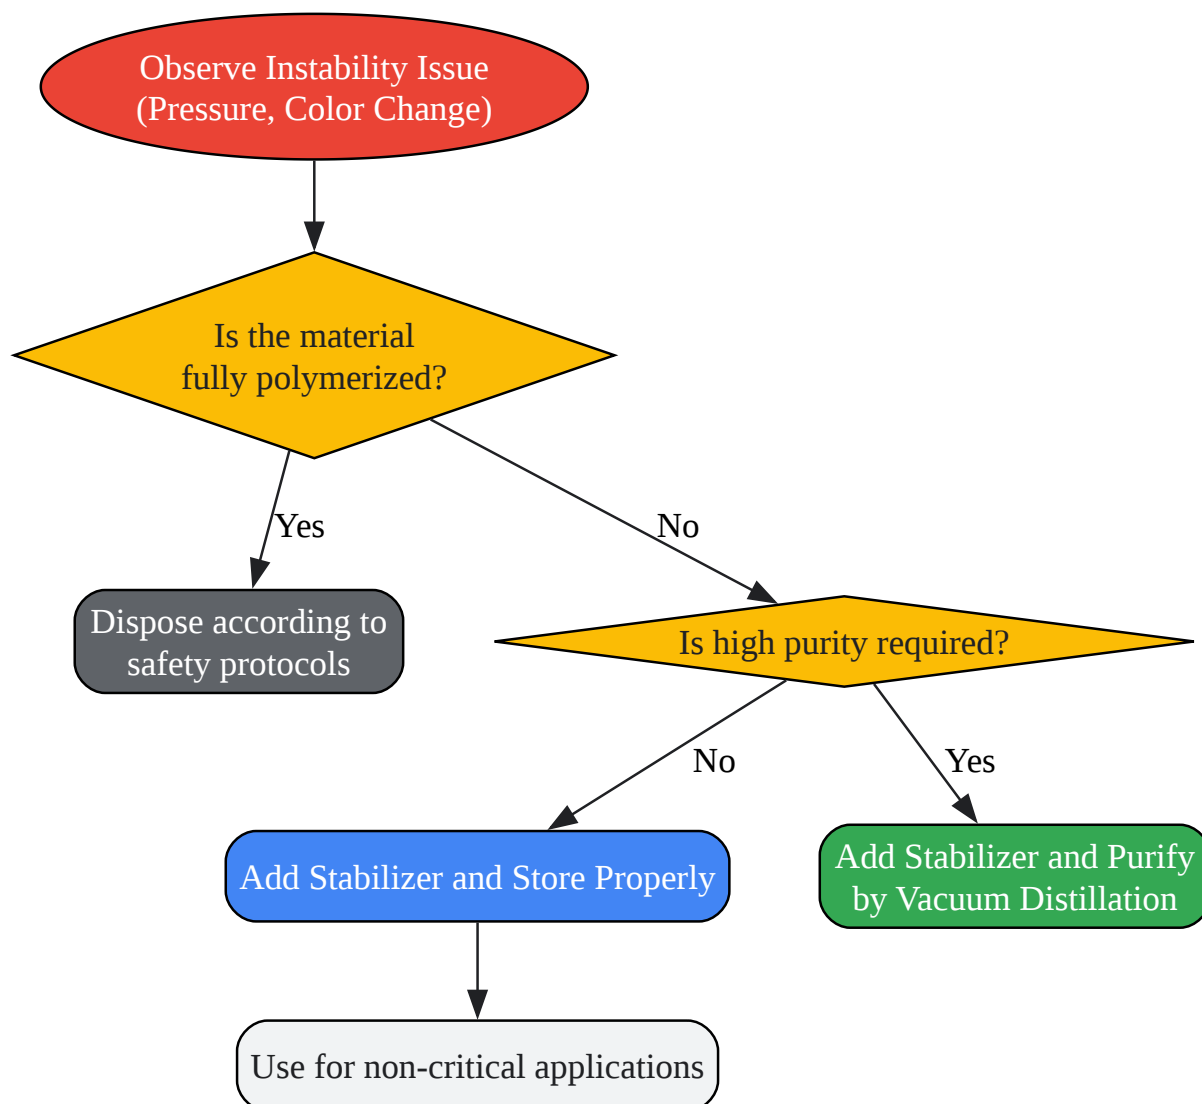 Observe Instability Issue
(Pressure, Color Change)
Is the material
fully polymerized?
Yes
No
Dispose according to
safety protocols
Is high purity required?
No
Yes
Add Stabilizer and Store Properly
Add Stabilizer and Purify
by Vacuum Distillation
Use for non-critical applications